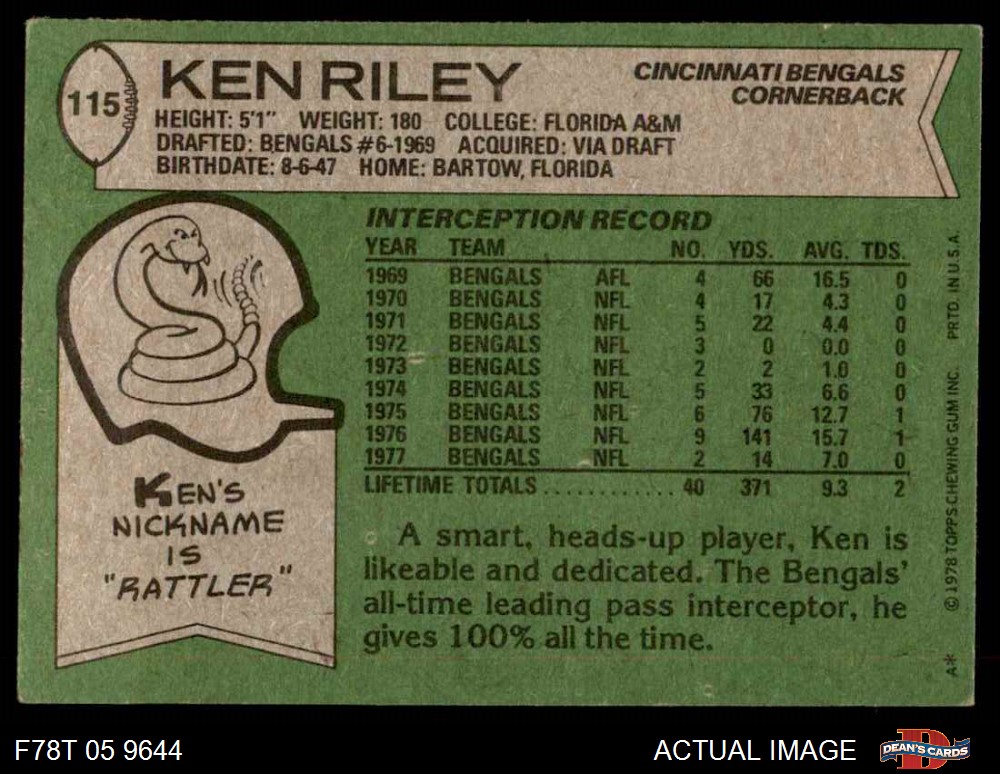 115
KEN RILEY
CINCINNATI BENGALS
CORNERBACK
HEIGHT: 5'1" WEIGHT: 180 COLLEGE: FLORIDA A&M
DRAFTED: BENGALS #6-1969 ACQUIRED: VIA DRAFT
BIRTHDATE: 8-6-47 HOME: BARTOW, FLORIDA
INTERCEPTION RECORD
YEAR TEAM NO. YDS. AVG. TDS.
1969 BENGALS AFL 4 66 16.5 0
1970 BENGALS NFL 4 17 4.3 0
1971 BENGALS NFL 5 22 4.4 0
1972 BENGALS NFL 3 0 0.0 0
1973 BENGALS NFL 2 2 1.0 0
1974 BENGALS NFL 5 33 6.6 0
1975 BENGALS NFL 6 76 12.7 1
1976 BENGALS NFL 9 141 15.7 1
1977 BENGALS NFL 2 14 7.0 0
LIFETIME TOTALS ............ 40 371 9.3 2
KEN'S
NICKNAME
IS
"RATTLER"
A smart, heads-up player, Ken is
likeable and dedicated. The Bengals'
all-time leading pass interceptor, he
gives 100% all the time.
A* © 1978 TOPPS CHEWING GUM INC. PRTD. IN U.S.A.
F78T 05 9644
ACTUAL IMAGE
DEAN'S CARDS